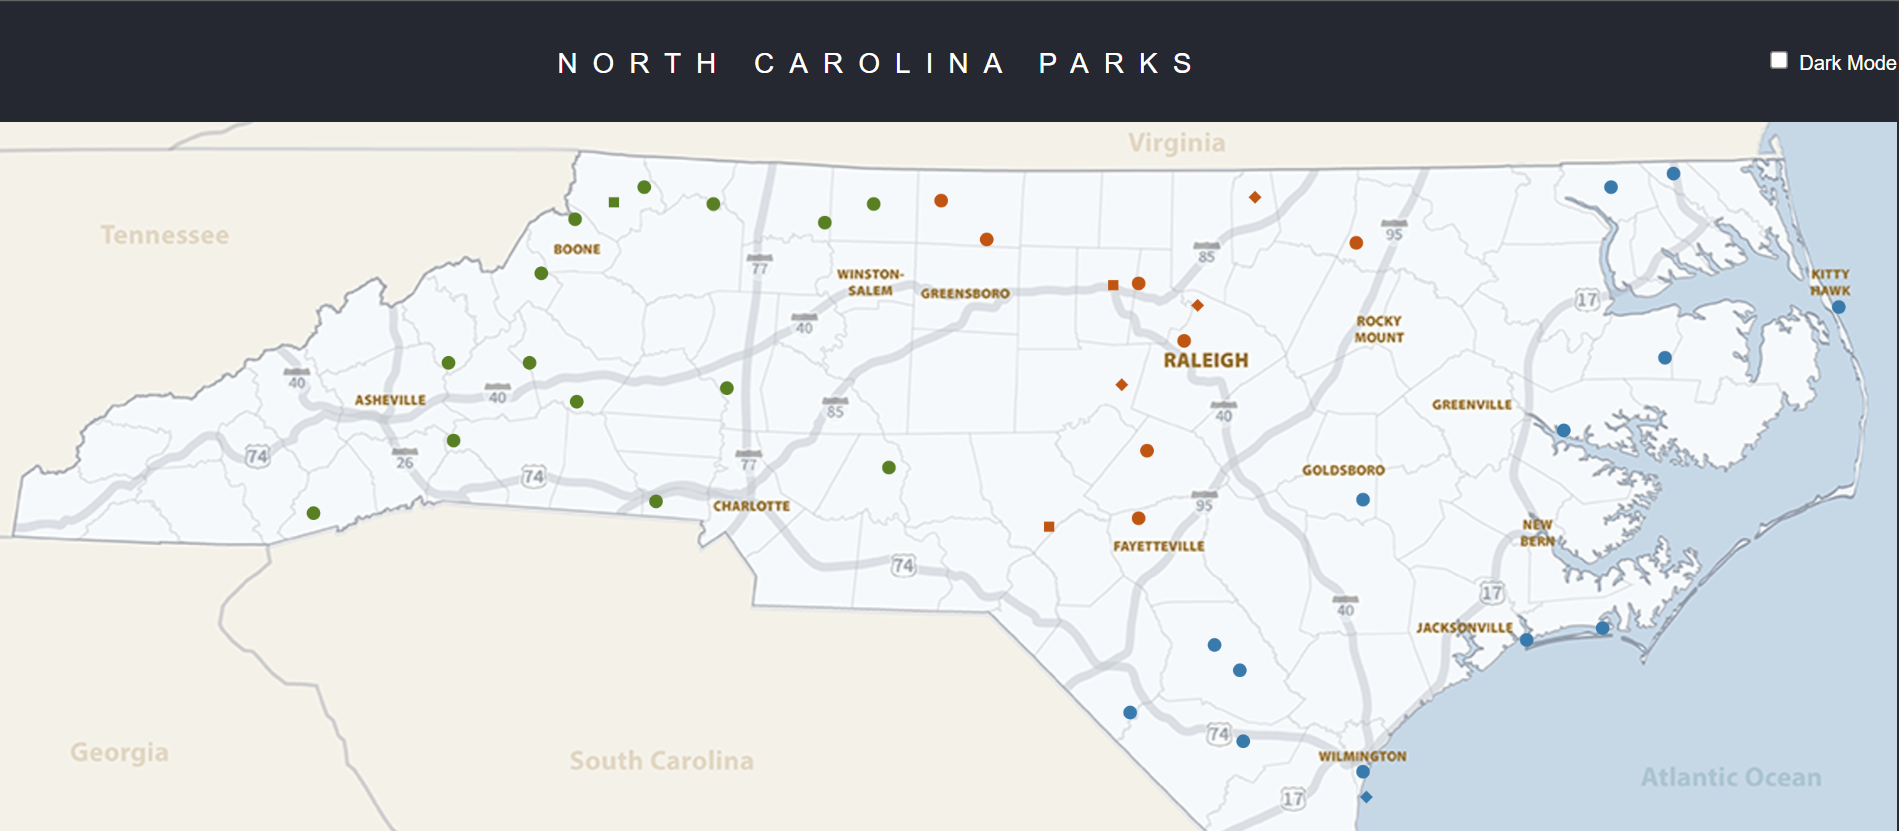 NORTH CAROLINA PARKS
Dark Mode
Virginia
Tennessee
BOONE
77
WINSTON-
SALEM
GREENSBORO
85
95
17
KITTY
HAWK
40
ROCKY
MOUNT
RALEIGH
40
ASHEVILLE
40
85
40
GREENVILLE
74
26
74
77
CHARLOTTE
95
GOLDSBORO
FAYETTEVILLE
NEW
BERN
74
40
17
JACKSONVILLE
74
WILMINGTON
17
Georgia
South Carolina
Atlantic Ocean